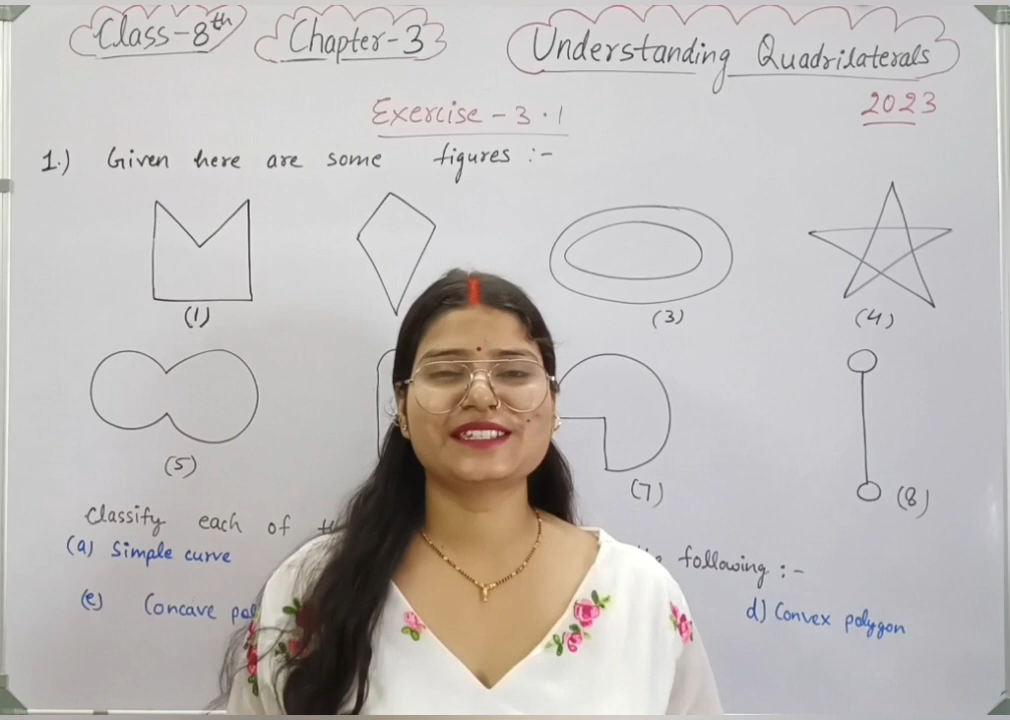 Class-8th Chapter-3 Understanding Quadrilaterals
2023
Exercise - 3.1
1.) Given here are some figures :-
(1) (3) (4)
(5) (7) (8)
Classify each of
following :-
(a) Simple curve
(e) Concave d) Convex polygon